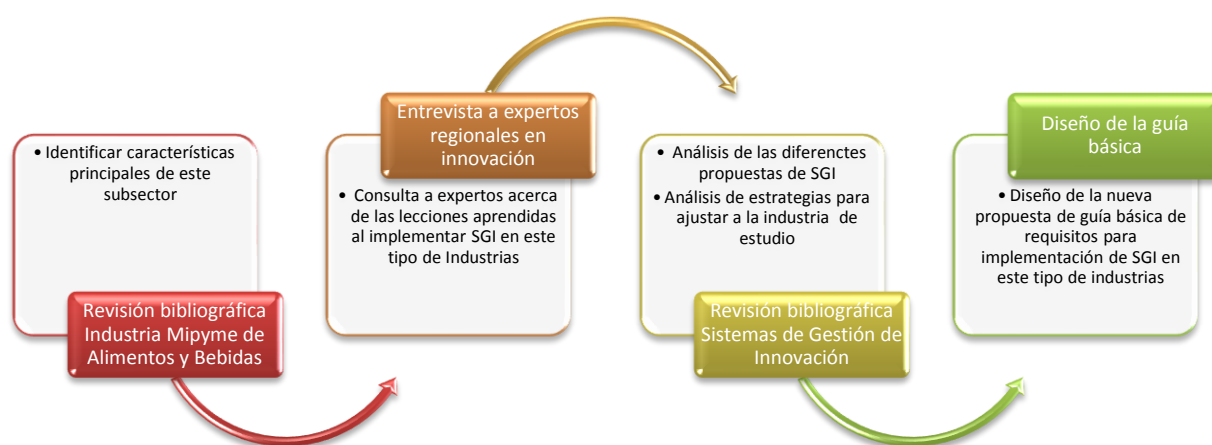 • Identificar características
principales de este
subsector
Revisión bibliográfica
Industria Mipyme de
Alimentos y Bebidas
Entrevista a expertos
regionales en
innovación
• Consulta a expertos acerca
de las lecciones aprendidas
al implementar SGI en este
tipo de Industrias
• Análisis de las diferenctes
propuestas de SGI
• Análisis de estrategias para
ajustar a la industria de
estudio
Revisión bibliográfica
Sistemas de Gestión de
Innovación
Diseño de la guía
básica
• Diseño de la nueva
propuesta de guía básica de
requisitos para
implementación de SGI en
este tipo de industrias